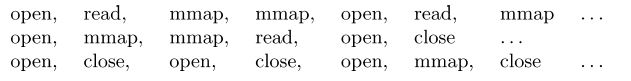 open, read, mmap, mmap, open, read, mmap ...
open, mmap, mmap, read, open, close ...
open, close, open, close, open, mmap, close ...